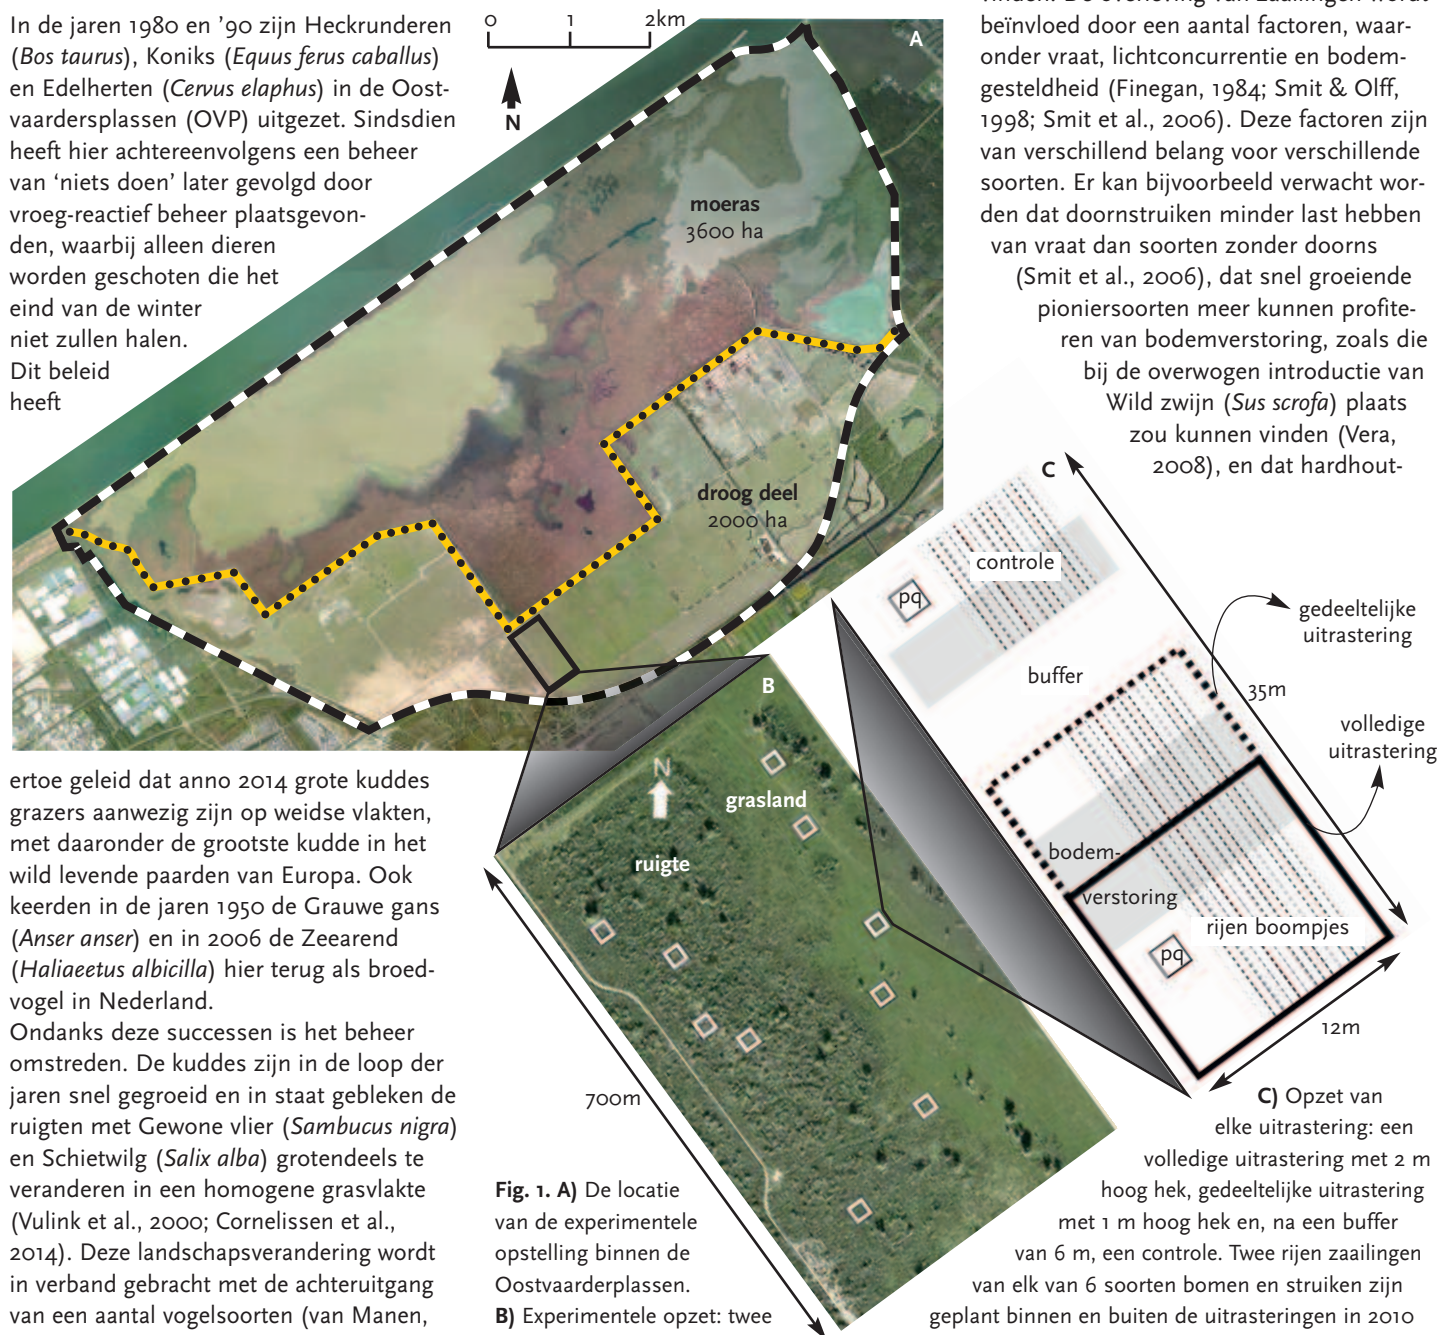 In de jaren 1980 en ’90 zijn Heckrunderen
(Bos taurus), Koniks (Equus ferus caballus)
en Edelherten (Cervus elaphus) in de Oost-
vaardersplassen (OVP) uitgezet. Sindsdien
heeft hier achtereenvolgens een beheer
van ‘niets doen’ later gevolgd door
vroeg-reactief beheer plaatsgevon-
den, waarbij alleen dieren
worden geschoten die het
eind van de winter
niet zullen halen.
Dit beleid
heeft
ertoe geleid dat anno 2014 grote kuddes
grazers aanwezig zijn op weidse vlakten,
met daaronder de grootste kudde in het
wild levende paarden van Europa. Ook
keerden in de jaren 1950 de Grauwe gans
(Anser anser) en in 2006 de Zeearend
(Haliaeetus albicilla) hier terug als broed-
vogel in Nederland.
Ondanks deze successen is het beheer
omstreden. De kuddes zijn in de loop der
jaren snel gegroeid en in staat gebleken de
ruigten met Gewone vlier (Sambucus nigra)
en Schietwilg (Salix alba) grotendeels te
veranderen in een homogene grasvlakte
(Vulink et al., 2000; Cornelissen et al.,
2014). Deze landschapsverandering wordt
in verband gebracht met de achteruitgang
van een aantal vogelsoorten (van Manen,
0 1 2km
N
A
moeras
3600 ha
droog deel
2000 ha
B
N
grasland
ruigte
700m
Fig. 1. A) De locatie
van de experimentele
opstelling binnen de
Oostvaarderplassen.
B) Experimentele opzet: twee
beïnvloed door een aantal factoren, waar-
onder vraat, lichtconcurrentie en bodem-
gesteldheid (Finegan, 1984; Smit & Olff,
1998; Smit et al., 2006). Deze factoren zijn
van verschillend belang voor verschillende
soorten. Er kan bijvoorbeeld verwacht wor-
den dat doornstruiken minder last hebben
van vraat dan soorten zonder doorns
(Smit et al., 2006), dat snel groeiende
pioniersoorten meer kunnen profite-
ren van bodemverstoring, zoals die
bij de overwogen introductie van
Wild zwijn (Sus scrofa) plaats
zou kunnen vinden (Vera,
2008), en dat hardhout-
C
controle
pq
gedeeltelijke
uitrastering
buffer
35m
volledige
uitrastering
bodem-
verstoring
rijen boompjes
pq
12m
C) Opzet van
elke uitrastering: een
volledige uitrastering met 2 m
hoog hek, gedeeltelijke uitrastering
met 1 m hoog hek en, na een buffer
van 6 m, een controle. Twee rijen zaailingen
van elk van 6 soorten bomen en struiken zijn
geplant binnen en buiten de uitrasteringen in 2010